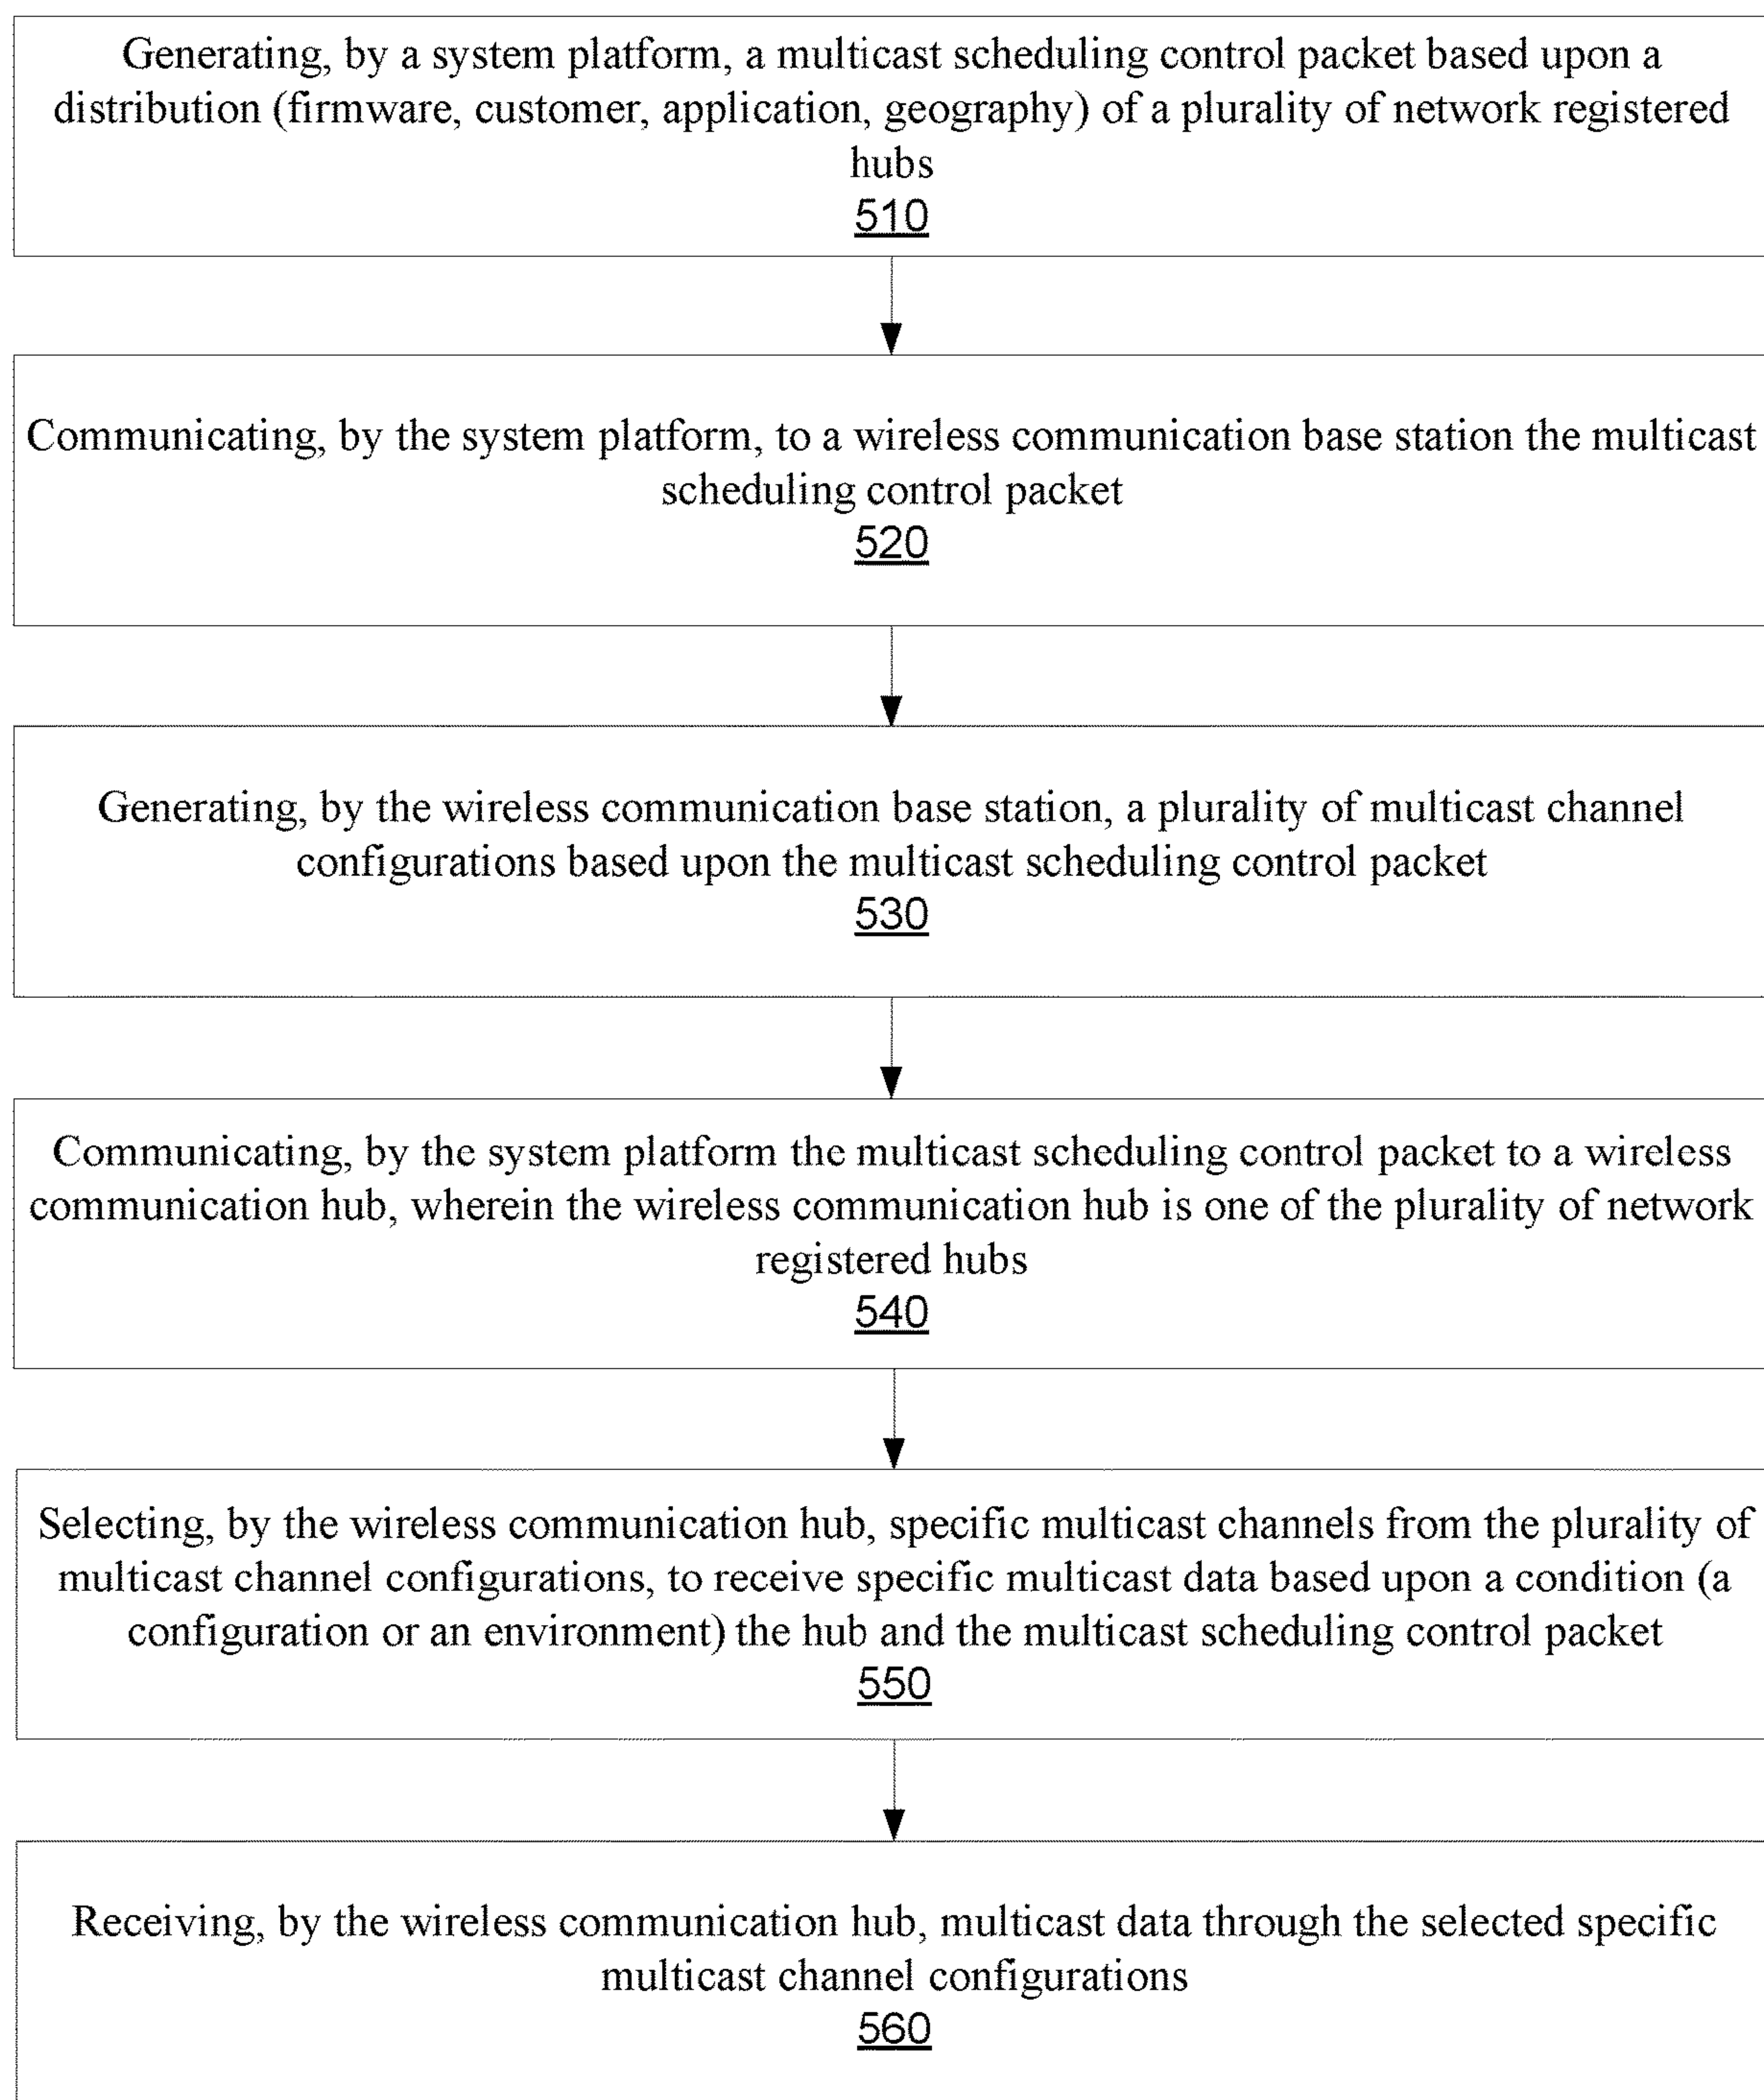 Generating, by a system platform, a multicast scheduling control packet based upon a
distribution (firmware, customer, application, geography) of a plurality of network registered
hubs
510
Communicating, by the system platform, to a wireless communication base station the multicast
scheduling control packet
520
Generating, by the wireless communication base station, a plurality of multicast channel
configurations based upon the multicast scheduling control packet
530
Communicating, by the system platform the multicast scheduling control packet to a wireless
communication hub, wherein the wireless communication hub is one of the plurality of network
registered hubs
540
Selecting, by the wireless communication hub, specific multicast channels from the plurality of
multicast channel configurations, to receive specific multicast data based upon a condition (a
configuration or an environment) the hub and the multicast scheduling control packet
550
Receiving, by the wireless communication hub, multicast data through the selected specific
multicast channel configurations
560